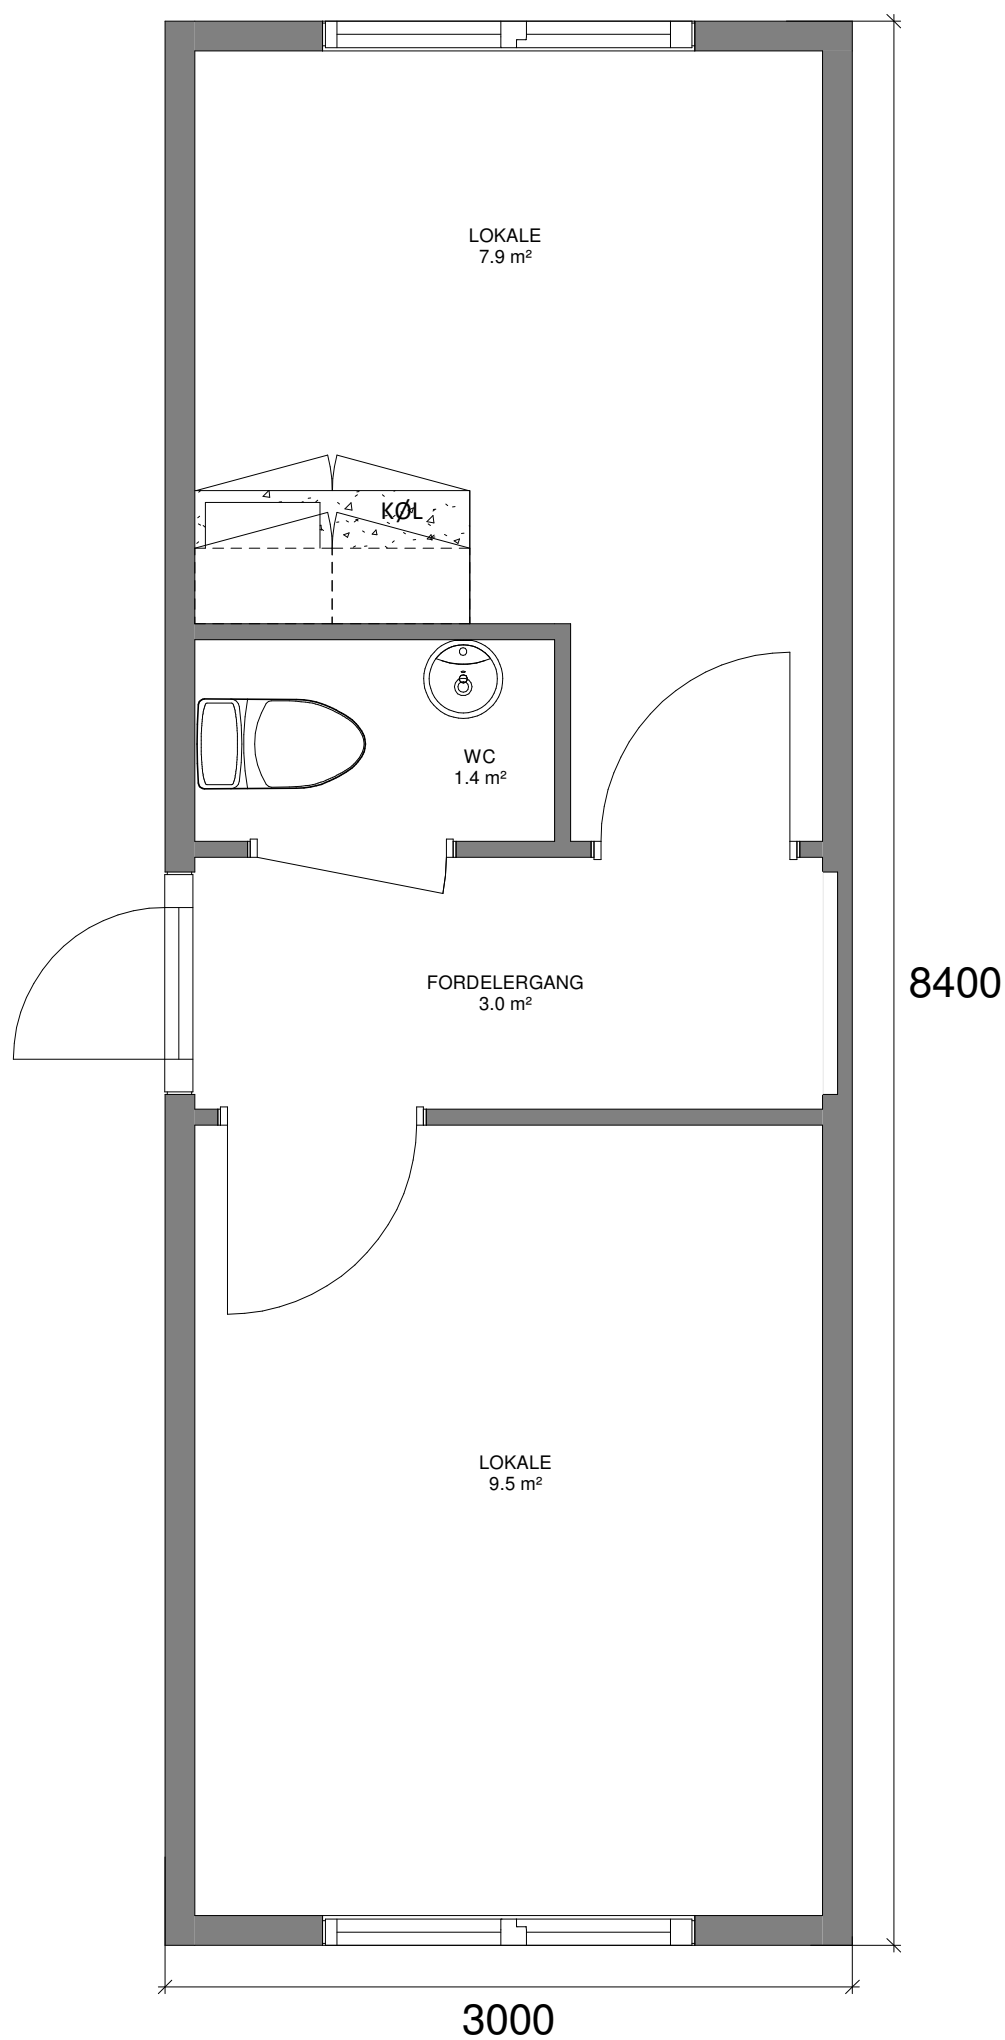 LOKALE
7.9 m²
KØL
WC
1.4 m²
FORDELERGANG
3.0 m²
8400
LOKALE
9.5 m²
3000